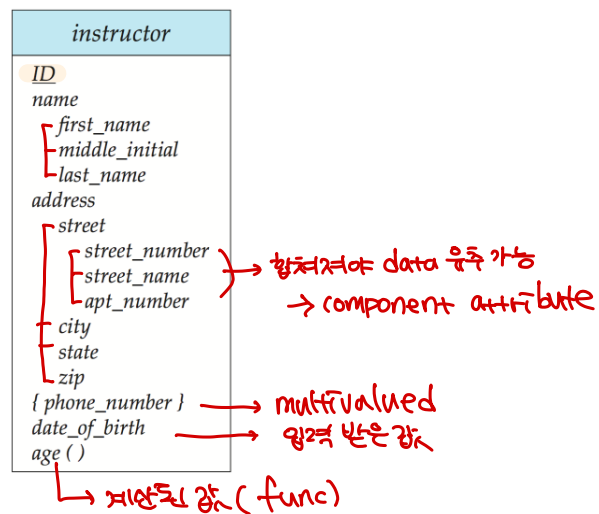 instructor
ID
name
first_name
middle_initial
last_name
address
street
street_number
street_name
apt_number
합쳐져야 data 유추 가능
→ component attribute
city
state
zip
{ phone_number }
multivalued
date_of_birth
입력 받은 값
age ( )
계산된 값 ( func )